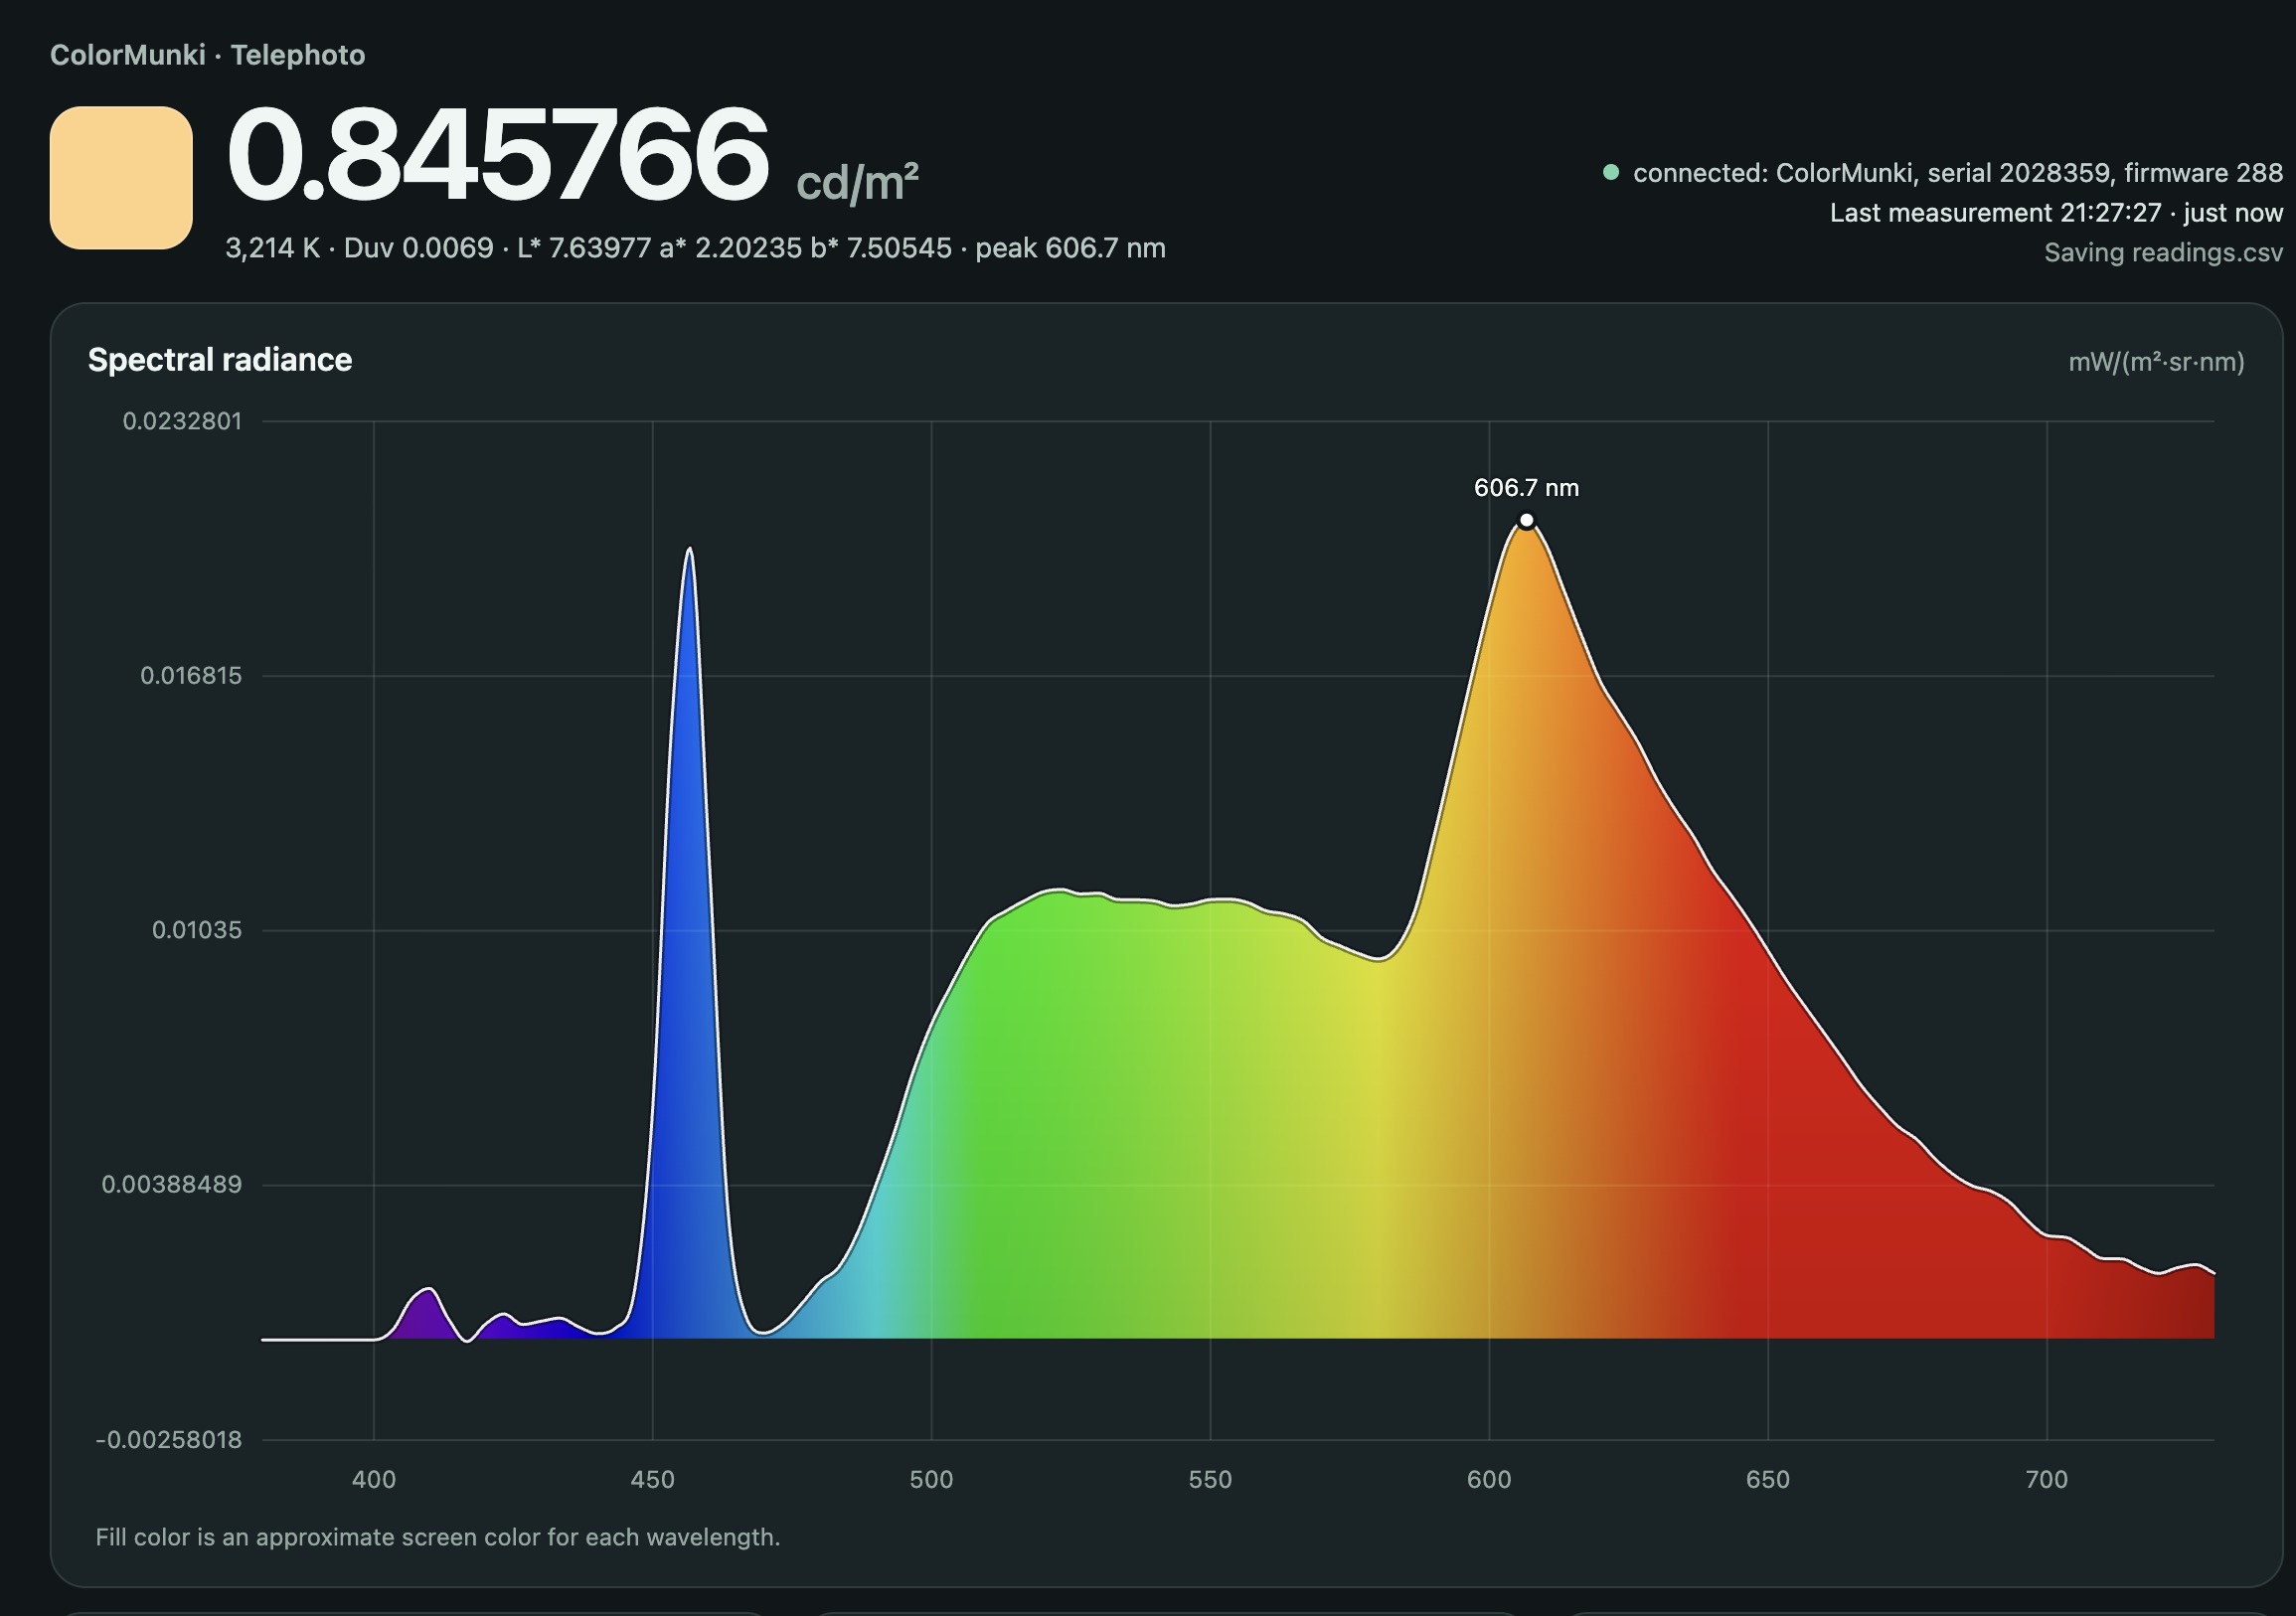 ColorMunki · Telephoto
0.845766 cd/m²
3,214 K · Duv 0.0069 · L* 7.63977 a* 2.20235 b* 7.50545 · peak 606.7 nm
connected: ColorMunki, serial 2028359, firmware 288
Last measurement 21:27:27 · just now
Saving readings.csv
Spectral radiance
mW/(m²·sr·nm)
0.0232801
606.7 nm
0.016815
0.01035
0.00388489
-0.00258018
400 450 500 550 600 650 700
Fill color is an approximate screen color for each wavelength.